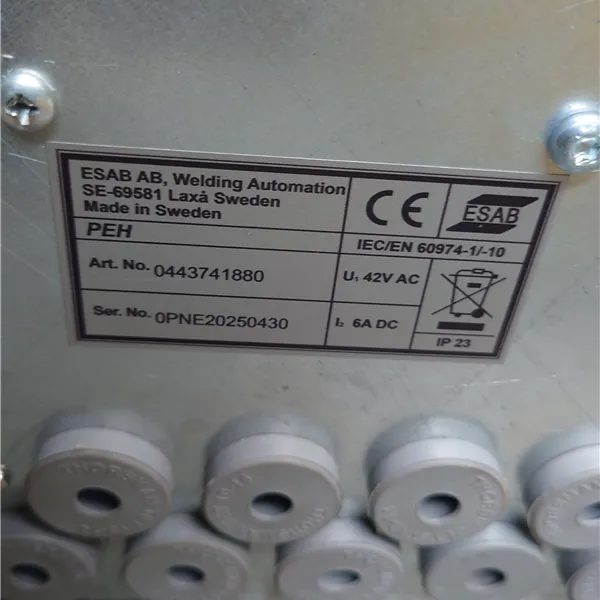 ESAB AB, Welding Automation
SE-69581 Laxå Sweden
Made in Sweden
CE
ESAB
PEH
IEC/EN 60974-1/-10
Art. No. 0443741880
U₁ 42V AC
Ser. No. 0PNE20250430
I₂ 6A DC
IP 23